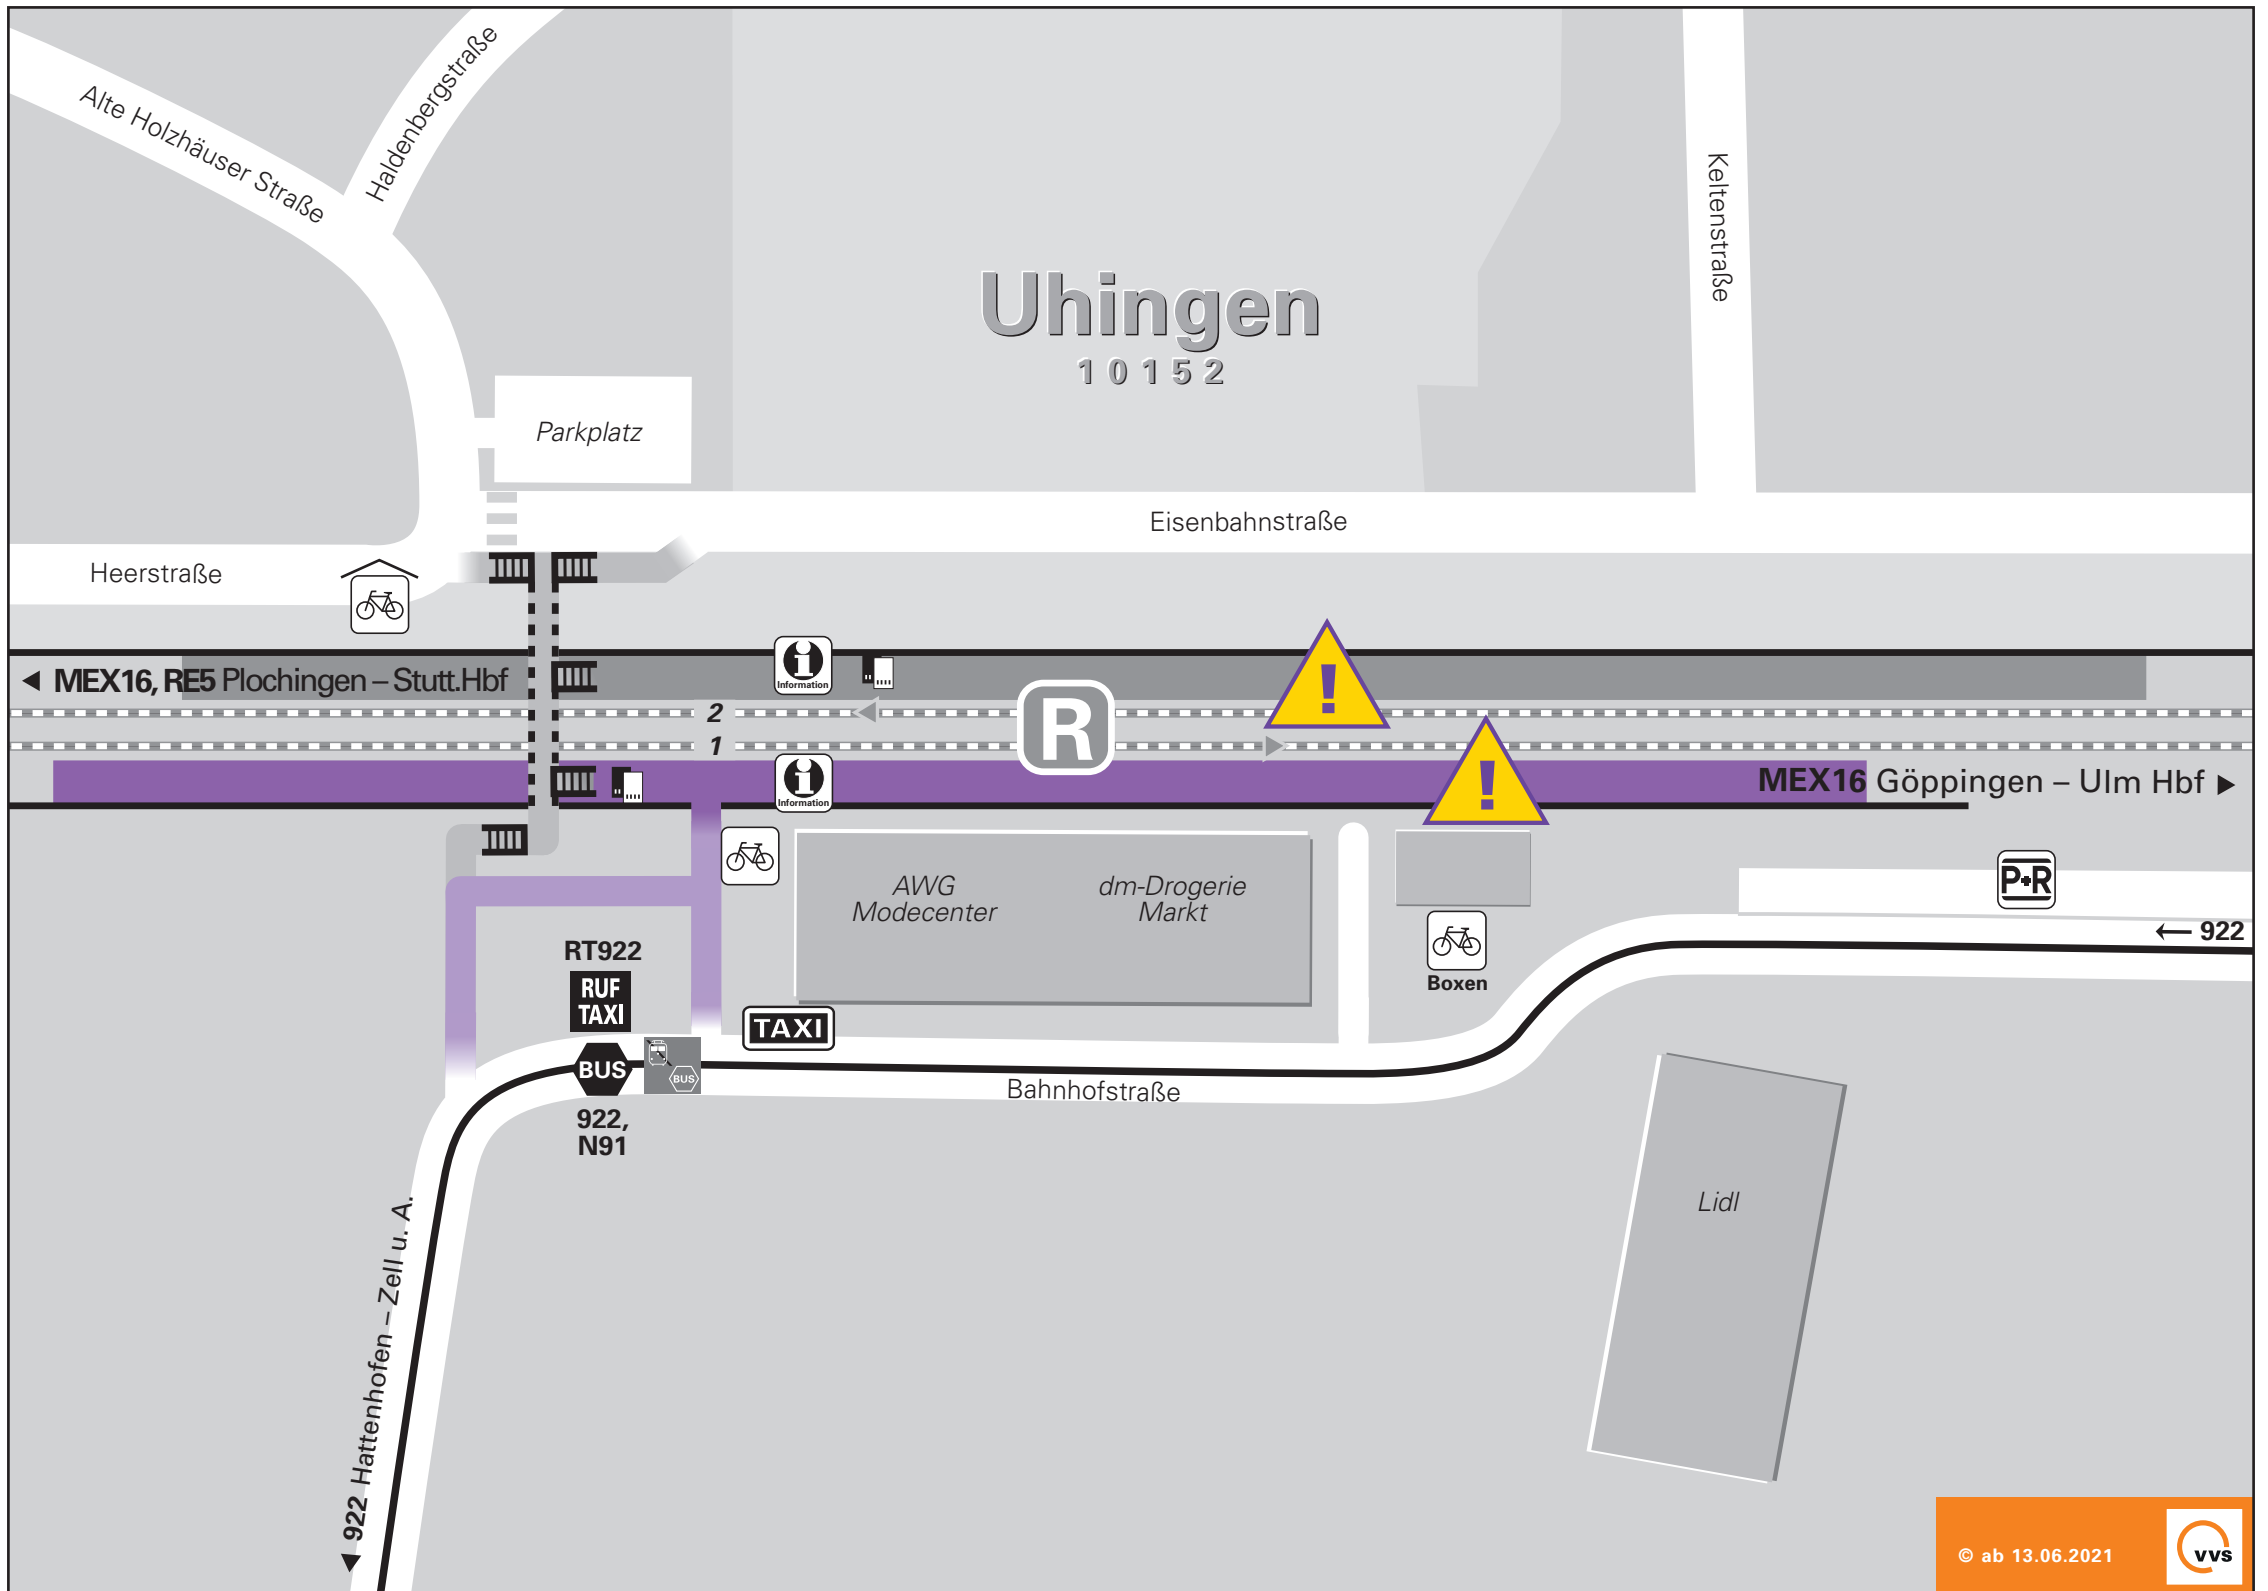 Haldenbergstraße
Alte Holzhäuser Straße
Keltenstraße
Uhingen
10152
Parkplatz
Eisenbahnstraße
Heerstraße
Information
MEX16, RE5 Plochingen – Stutt.Hbf
R
!
2
1
!
MEX16 Göppingen – Ulm Hbf
Information
AWG
Modecenter
dm-Drogerie
Markt
P+R
922
RT922
RUF
TAXI
Boxen
TAXI
BUS
BUS
Bahnhofstraße
922,
N91
Lidl
922 Hattenhofen – Zell u. A.
© ab 13.06.2021
VVS